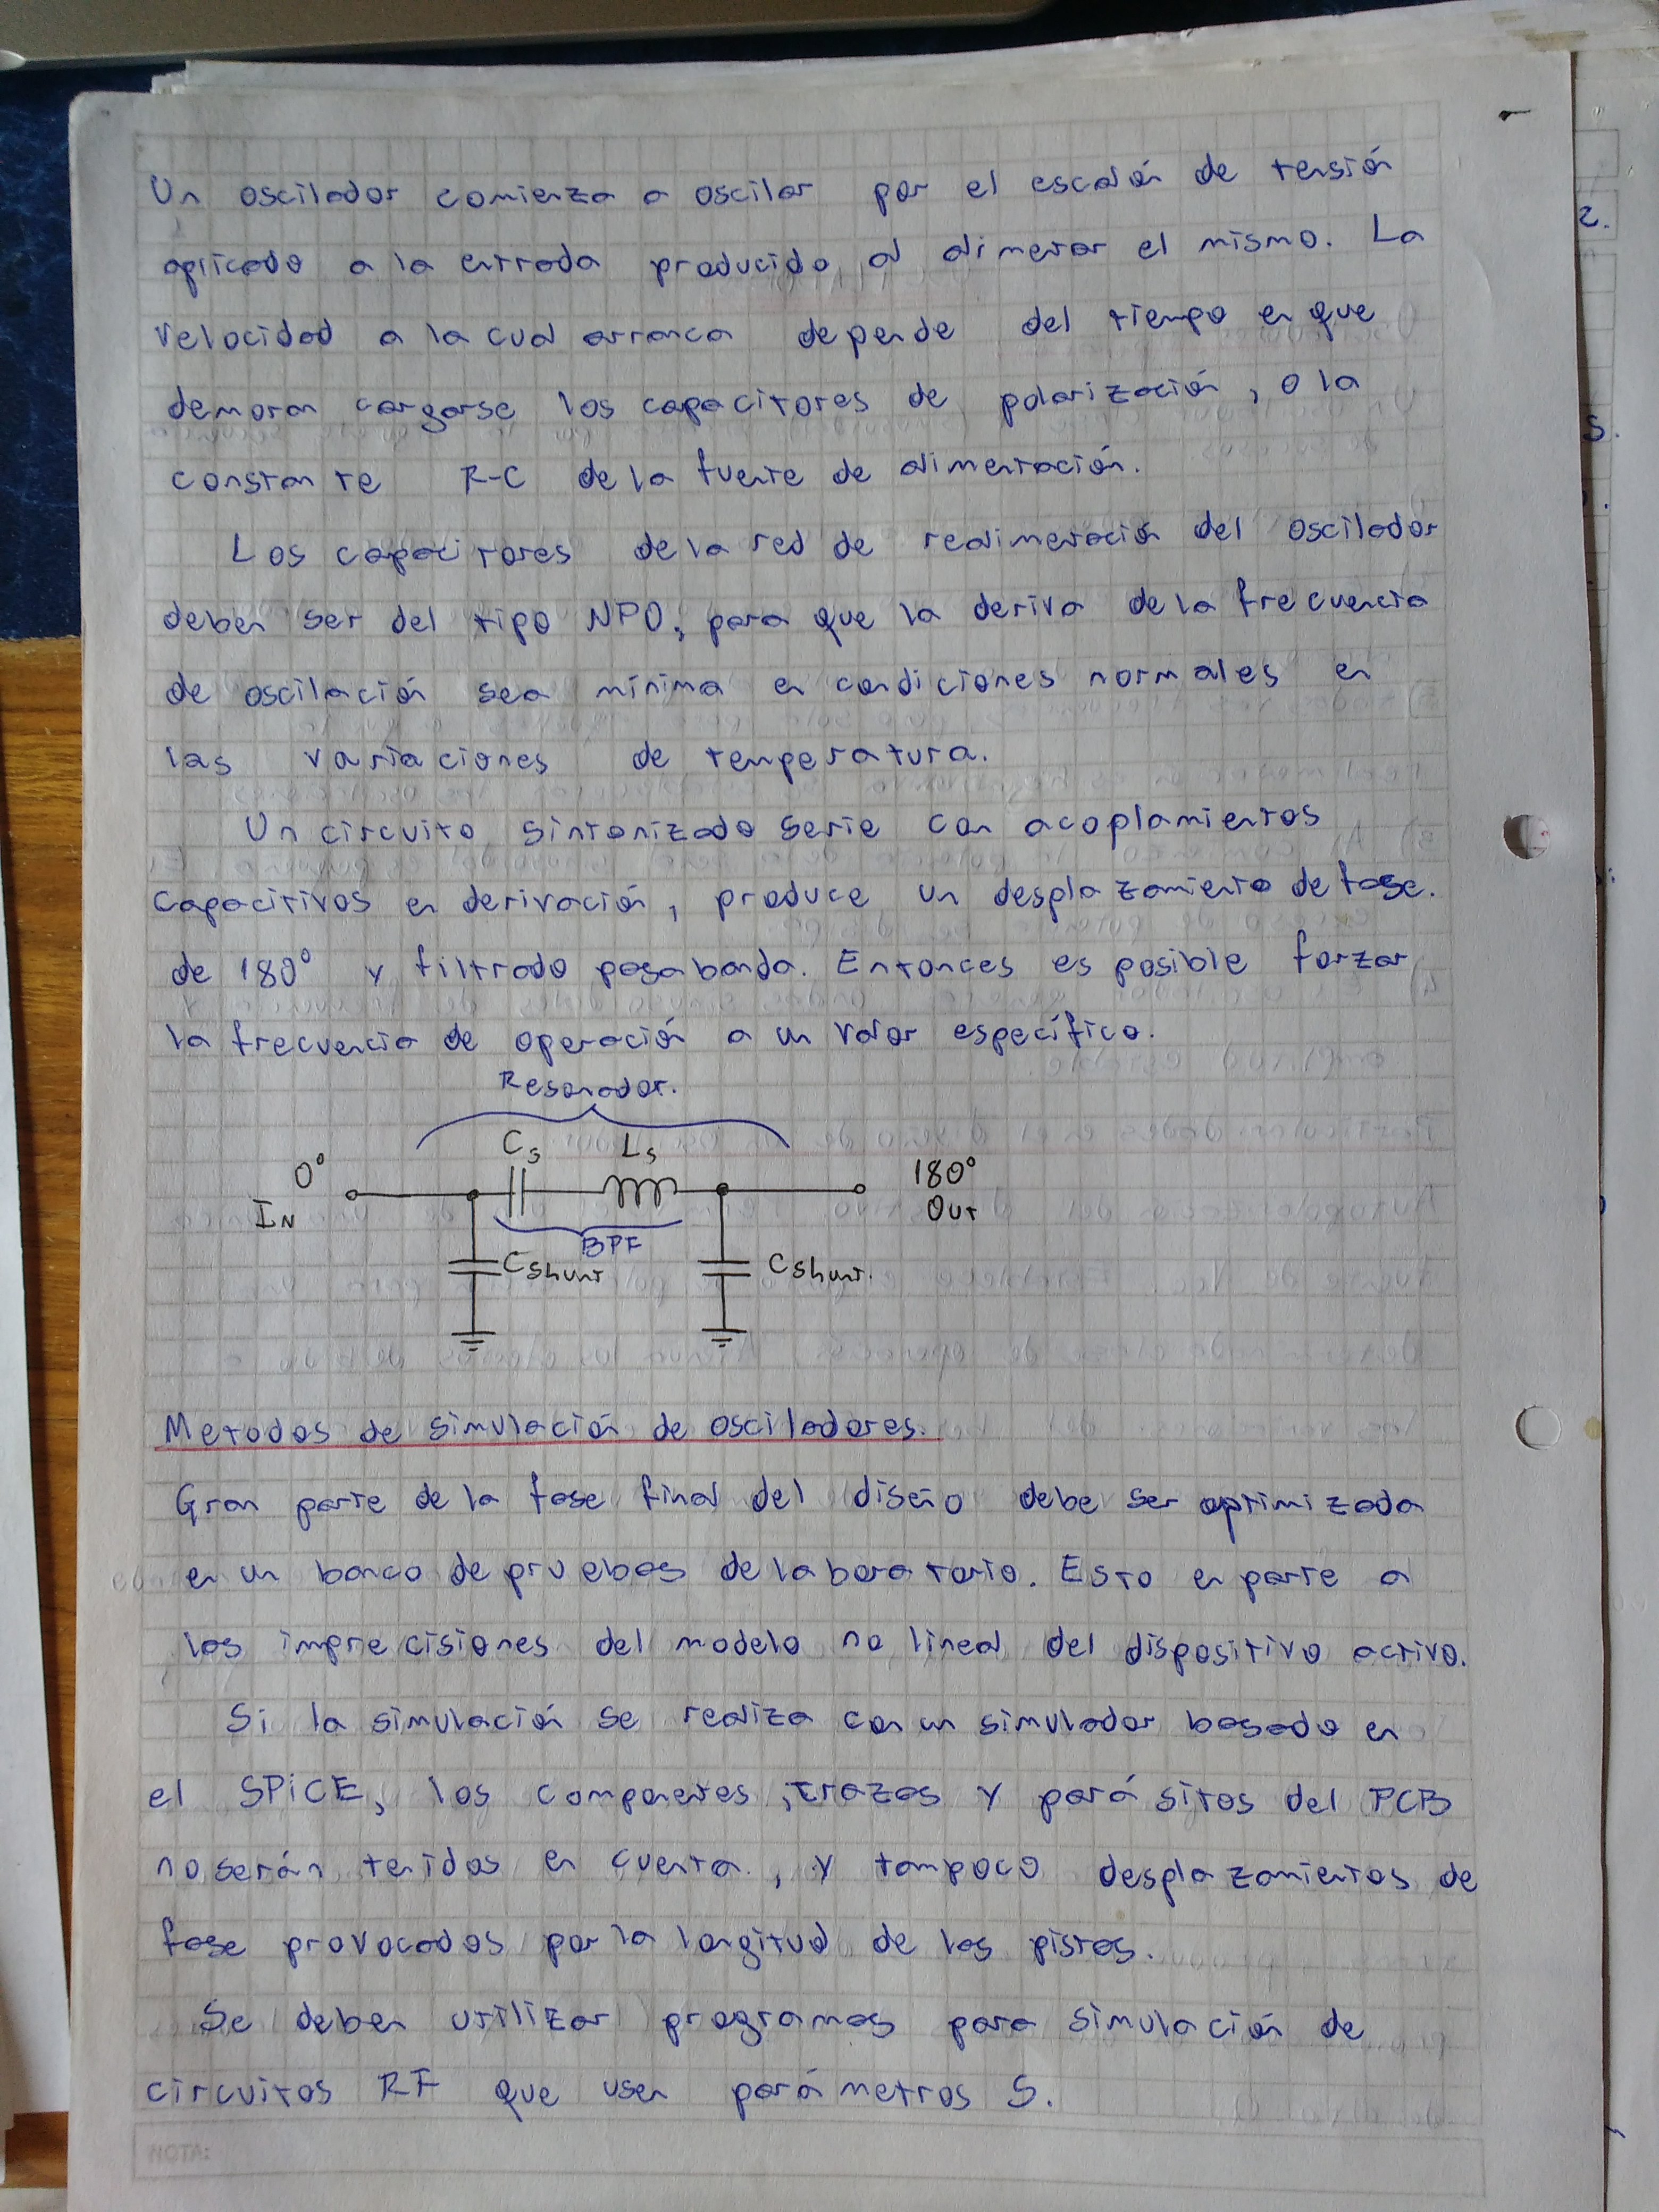 Un oscilador comienza a oscilar por el escalón de tensión
aplicado a la entrada producido al alimentar el mismo. La
velocidad a la cual arranca depende del tiempo en que
demoran cargarse los capacitores de polarización, o la
constante R-C de la fuente de alimentación.
Los capacitores de la red de realimentación del oscilador
deben ser del tipo NPO, para que la deriva de la frecuencia
de oscilación sea mínima en condiciones normales en
las variaciones de temperatura.
Un circuito sintonizado serie con acoplamientos
capacitivos en derivación, produce un desplazamiento de fase.
de 180° y filtrado pasabanda. Entonces es posible forzar
la frecuencia de operación a un valor específico.
Resonador.
Cs Ls
0° 180°
IN OUT
BPF
Cshunt Cshunt.
Metodos de simulación de osciladores.
Gran parte de la fase final del diseño debe ser optimizada
en un banco de pruebas de laboratorio. Esto en parte a
las imprecisiones del modelo no lineal del dispositivo activo.
Si la simulación se realiza con un simulador basado en
el SPICE, los componentes, trazas y parásitos del PCB
no serán tenidos en cuenta, y tampoco desplazamientos de
fase provocados por la longitud de las pistas.
Se deben utilizar programas para simulación de
circuitos RF que usen parámetros S.
NOTA: